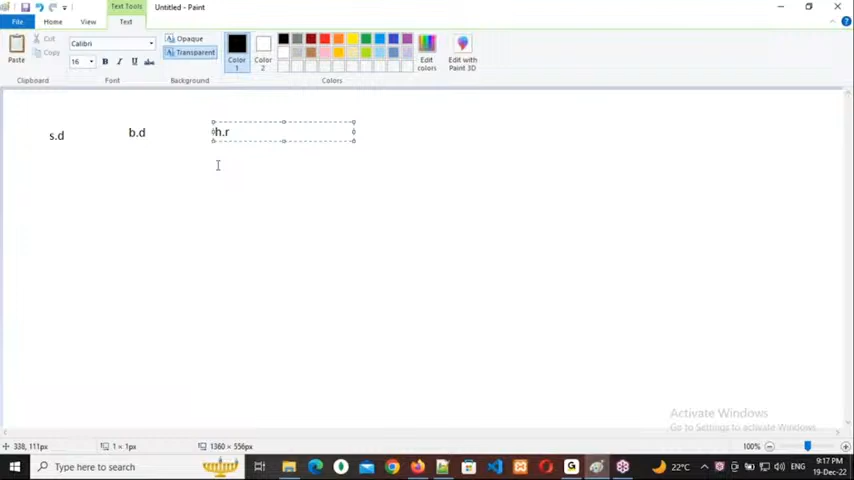 Text Tools
Untitled - Paint
File
Home
View
Text
Paste
Cut
Copy
Calibri
16
B I U abc
Opaque
Transparent
Color 1
Color 2
Edit colors
Edit with Paint 3D
Clipboard
Font
Background
Colors
s.d
b.d
h.r
Activate Windows
Go to Settings to activate Windows.
338, 111px
1 × 1px
1360 × 556px
100%
Type here to search
22°C
ENG
9:17 PM
19-Dec-22